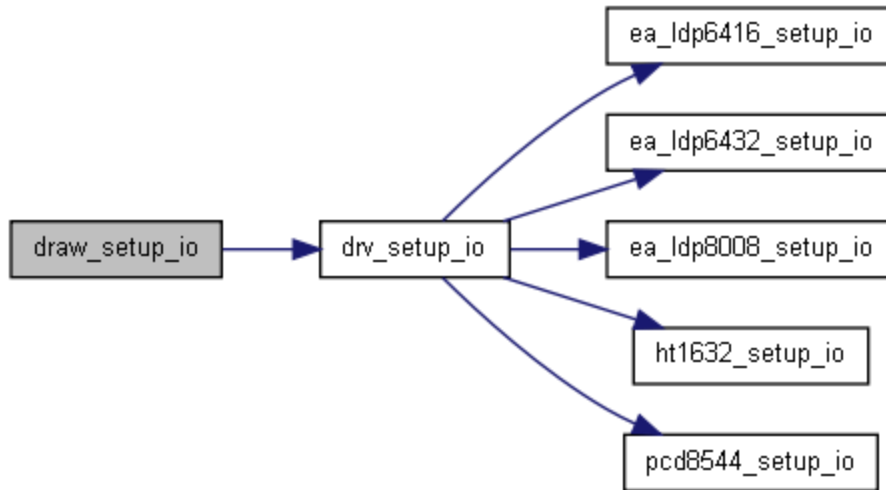 draw_setup_io
drv_setup_io
ea_ldp6416_setup_io
ea_ldp6432_setup_io
ea_ldp8008_setup_io
ht1632_setup_io
pcd8544_setup_io